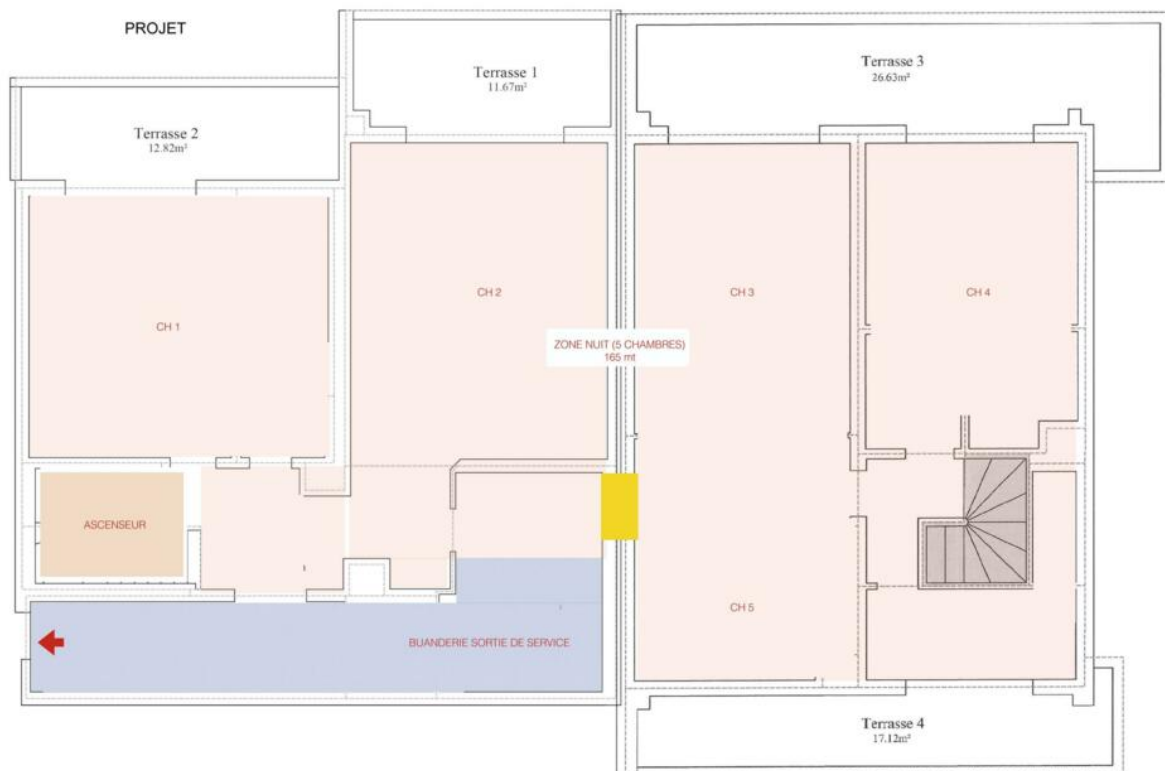 PROJET
Terrasse 1
11.67m²
Terrasse 3
26.63m²
Terrasse 2
12.82m²
CH 1
CH 2
CH 3
CH 4
ZONE NUIT (5 CHAMBRES)
165 mt
ASCENSEUR
CH 5
BUANDERIE SORTIE DE SERVICE
Terrasse 4
17.12m²